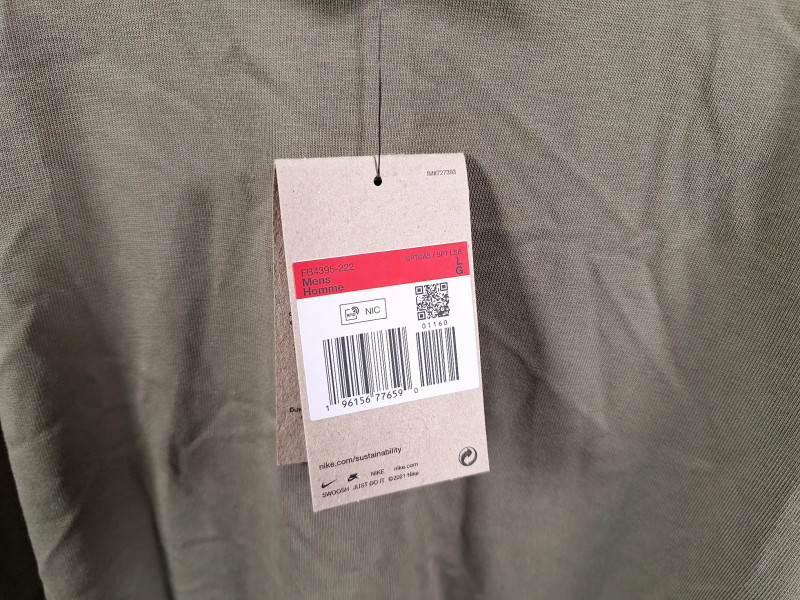 FB4395-222
Mens
Homme
L
G
NIC
01160
1 96156 77659 0
nike.com/sustainability
NIKE nike.com
SWOOSH JUST DO IT ©2021 Nike